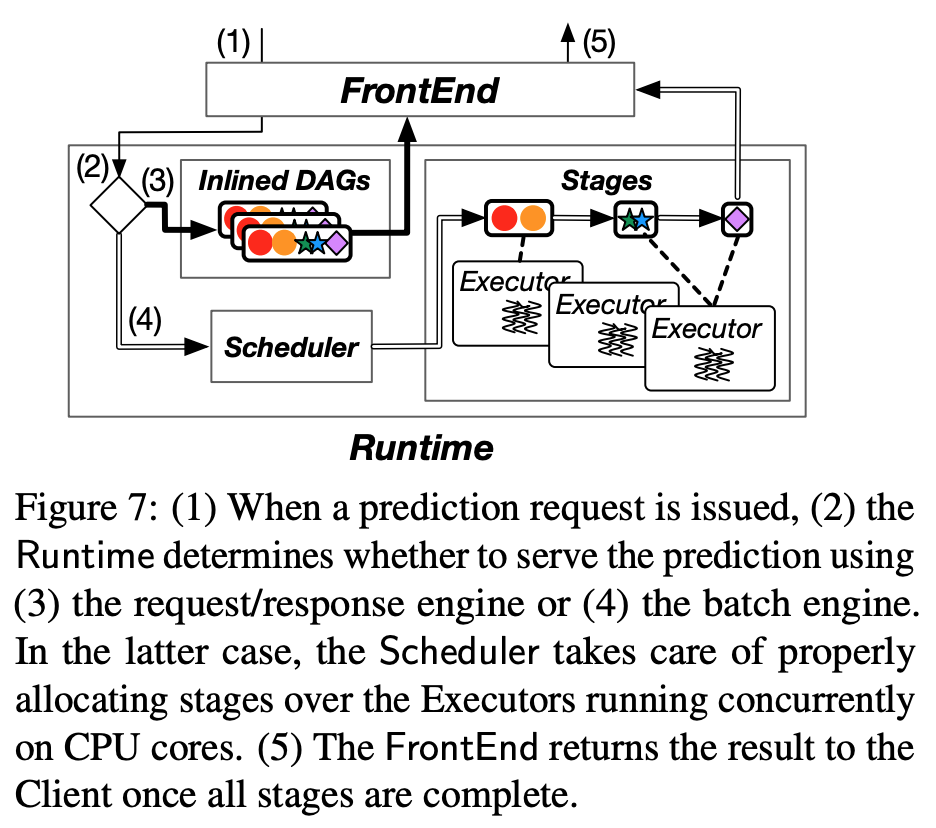 (1)
(5)
FrontEnd
(2)
(3)
Inlined DAGs
Stages
Executor
Executor
Executor
(4)
Scheduler
Runtime
Figure 7: (1) When a prediction request is issued, (2) the
Runtime determines whether to serve the prediction using
(3) the request/response engine or (4) the batch engine.
In the latter case, the Scheduler takes care of properly
allocating stages over the Executors running concurrently
on CPU cores. (5) The FrontEnd returns the result to the
Client once all stages are complete.